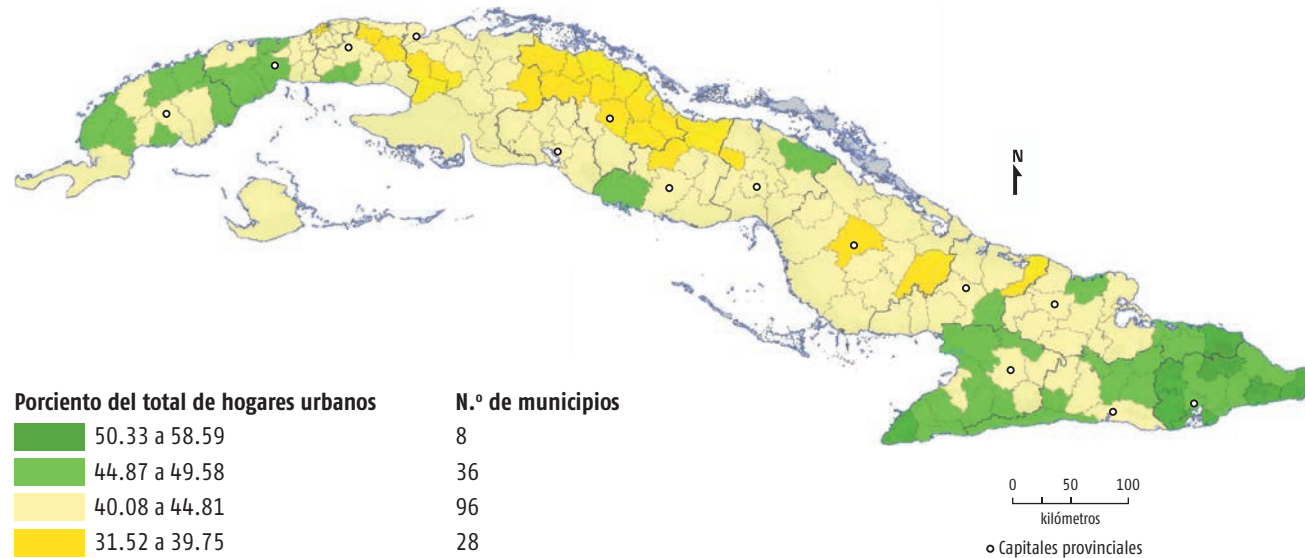 N
Porciento del total de hogares urbanos N.º de municipios
50.33 a 58.59 8
44.87 a 49.58 36
40.08 a 44.81 96
31.52 a 39.75 28
0 50 100
kilómetros
Capitales provinciales